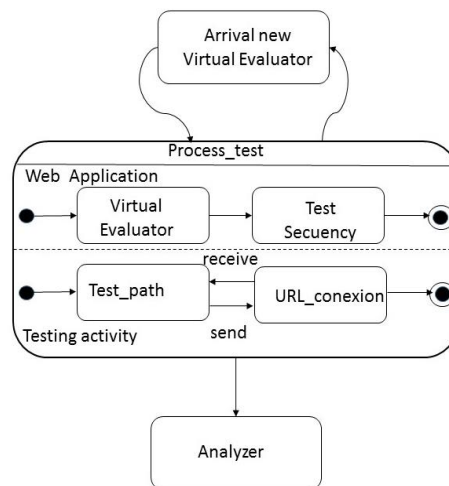 Arrival new
Virtual Evaluator
Process_test
Web Application
Virtual
Evaluator
Test
Secuency
receive
Test_path
URL_conexion
Testing activity
send
Analyzer